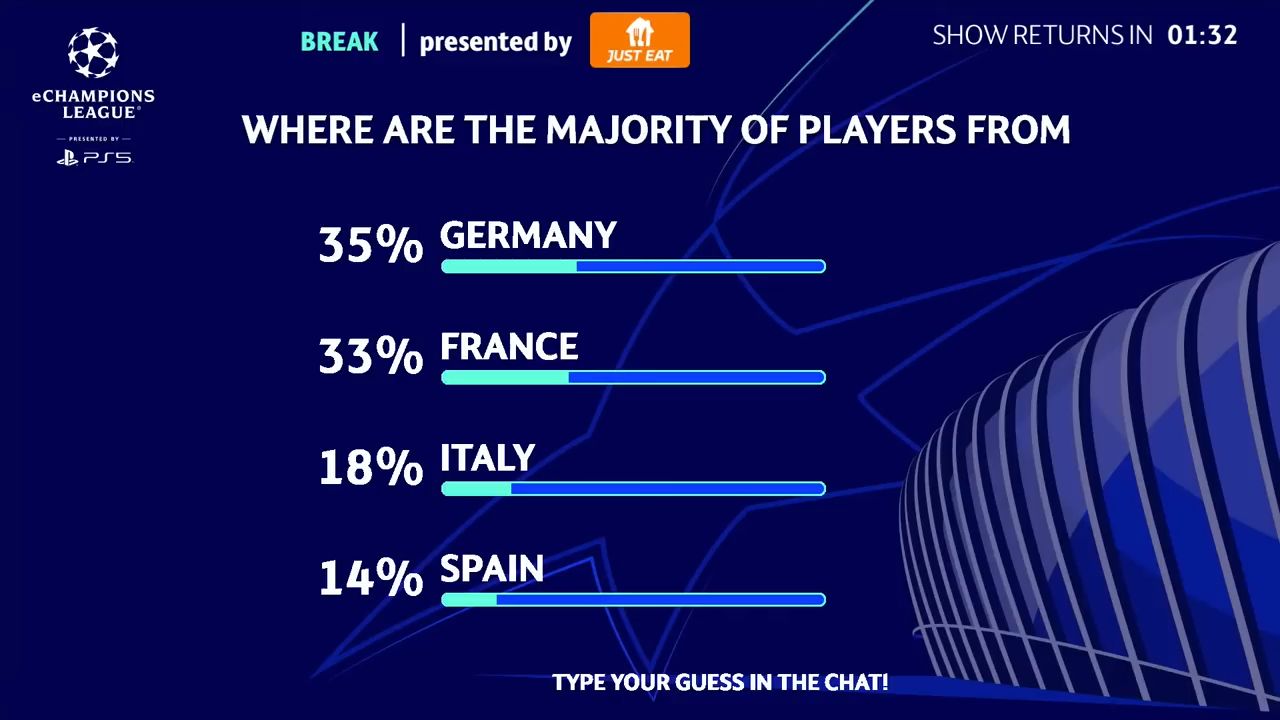 BREAK | presented by JUST EAT
SHOW RETURNS IN 01:32
eCHAMPIONS
LEAGUE®
PRESENTED BY
PS5
WHERE ARE THE MAJORITY OF PLAYERS FROM
35% GERMANY
33% FRANCE
18% ITALY
14% SPAIN
TYPE YOUR GUESS IN THE CHAT!